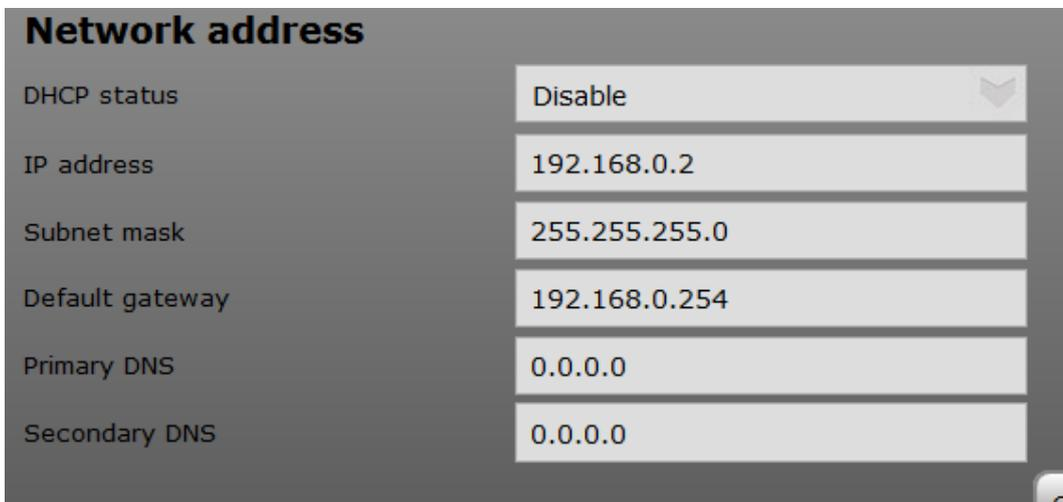 Network address
DHCP status Disable
IP address 192.168.0.2
Subnet mask 255.255.255.0
Default gateway 192.168.0.254
Primary DNS 0.0.0.0
Secondary DNS 0.0.0.0